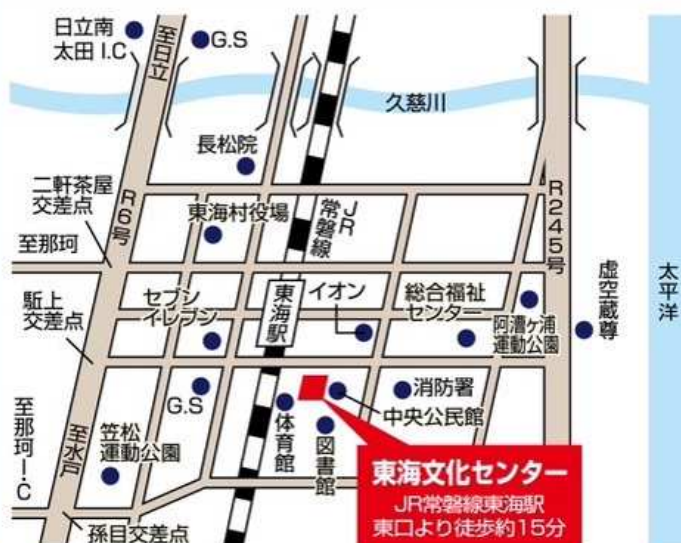 日立南
太田I.C
至日立
G.S
久慈川
長松院
二軒茶屋
交差点
R6号
東海村役場
JR
常磐線
R245号
至那珂
セブン
イレブン
東海駅
イオン
総合福祉
センター
阿漕ヶ浦
運動公園
虚空蔵尊
太平洋
駈上
交差点
G.S
体育館
図書館
消防署
中央公民館
至那珂I・C
笠松
運動公園
至水戸
孫目交差点
東海文化センター
JR常磐線東海駅
東口より徒歩約15分